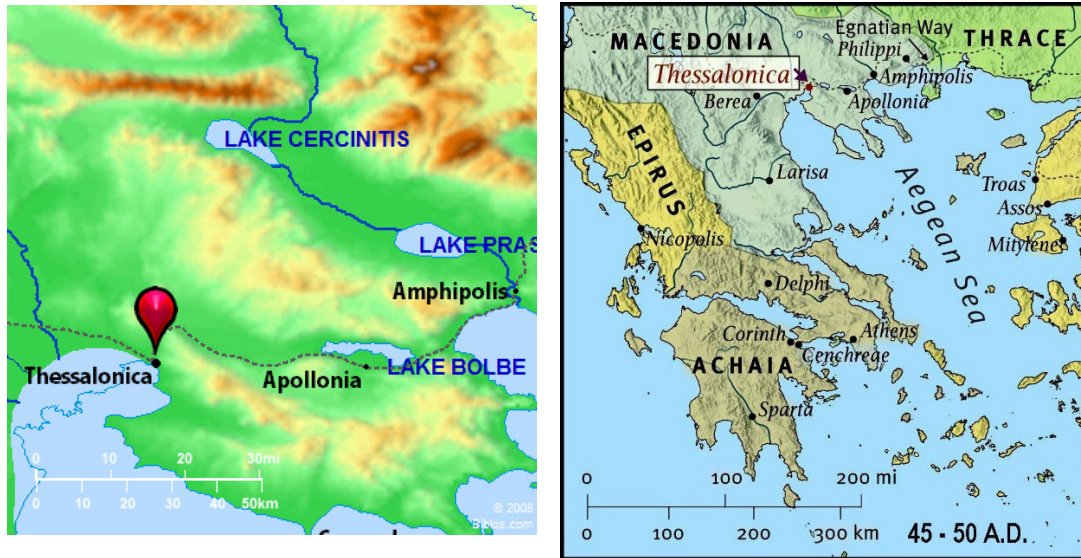 LAKE CERCINITIS
LAKE PRAS
Amphipolis
Thessalonica
Apollonia
LAKE BOLBE
0 10 20 30mi
0 10 20 30 40 50km
© 2008
Biblos.com
MACEDONIA
Egnatian Way
Philippi
THRACE
Thessalonica
Amphipolis
Berea
Apollonia
EPIRUS
Larisa
Aegean Sea
Troas
Assos
Mitylene
Nicopolis
Delphi
Corinth
Athens
Cenchreae
ACHAIA
Sparta
0 100 200 mi
0 100 200 300 km
45 - 50 A.D.